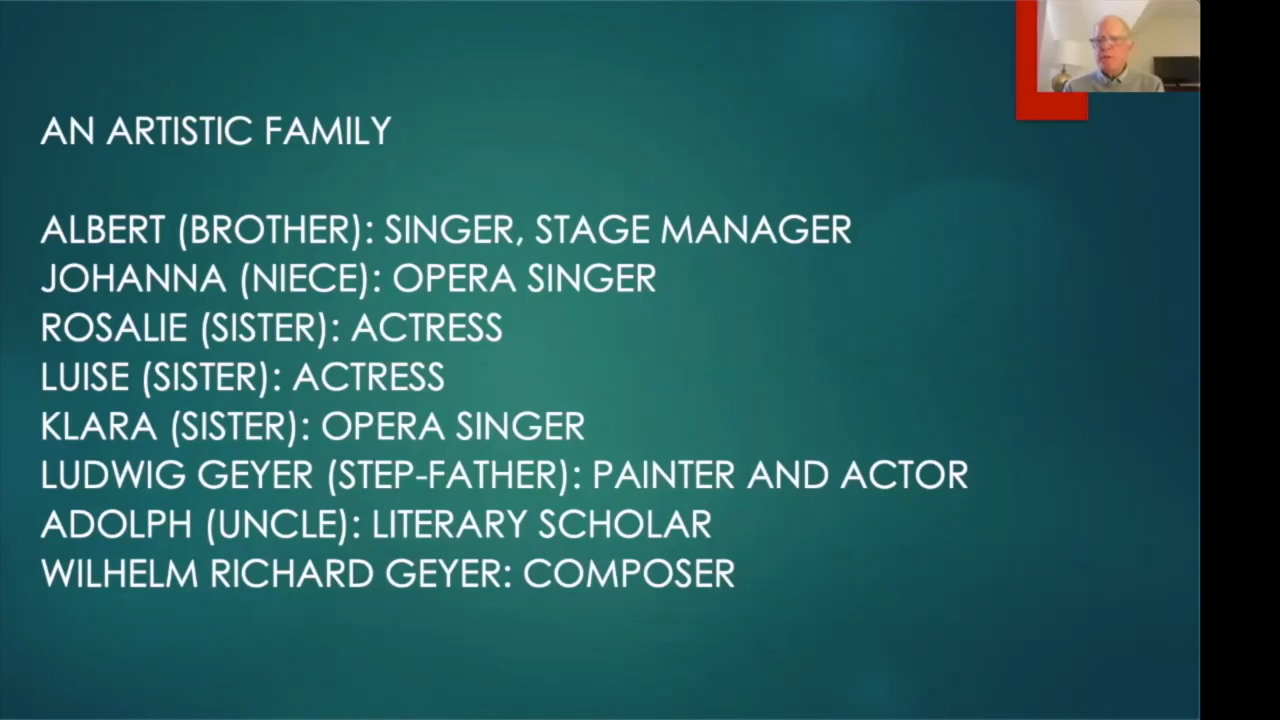 AN ARTISTIC FAMILY
ALBERT (BROTHER): SINGER, STAGE MANAGER
JOHANNA (NIECE): OPERA SINGER
ROSALIE (SISTER): ACTRESS
LUISE (SISTER): ACTRESS
KLARA (SISTER): OPERA SINGER
LUDWIG GEYER (STEP-FATHER): PAINTER AND ACTOR
ADOLPH (UNCLE): LITERARY SCHOLAR
WILHELM RICHARD GEYER: COMPOSER